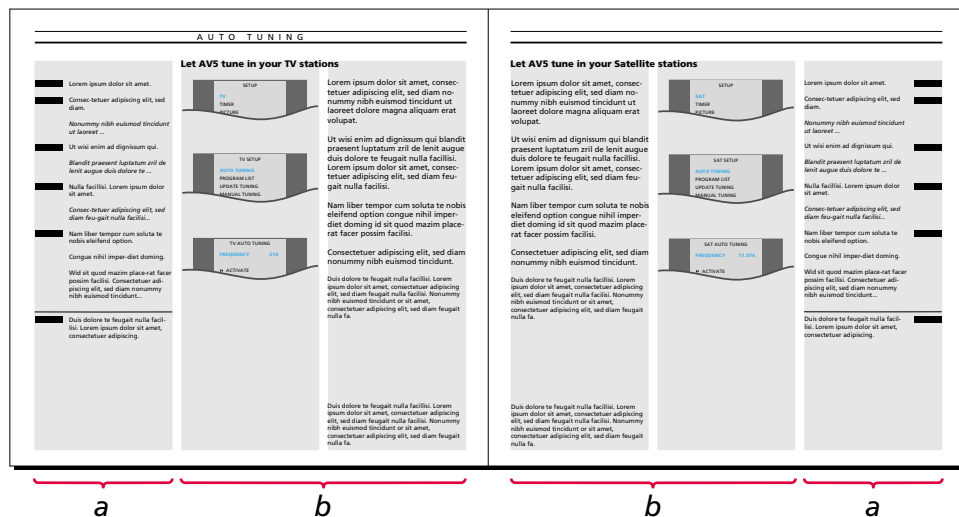 AUTO TUNING
Lorem ipsum dolor sit amet.
Consec-tetuer adipiscing elit, sed
diam.
Nonummy nibh euismod tincidunt
ut laoreet ...
Ut wisi enim ad dignissum qui.
Blandit praesent luptatum zril de
lenit augue duis dolore te ...
Nulla facillisi. Lorem ipsum dolor
sit amet.
Consec-tetuer adipiscing elit, sed
diam feu-gait nulla facilisi...
Nam liber tempor cum soluta te
nobis eleifend option.
Congue nihil imper-diet doming.
Wid sit quod mazim place-rat facer
possim facilisi. Consectetuer adi-
piscing elit, sed diam nonummy
nibh euismod tincidunt...
Duis dolore te feugait nulla facil-
lisi. Lorem ipsum dolor sit amet,
consectetuer adipiscing.
Let AV5 tune in your TV stations
SETUP
TV
TIMER
PICTURE
TV SETUP
AUTO TUNING
PROGRAM LIST
UPDATE TUNING
MANUAL TUNING
TV AUTO TUNING
FREQUENCY 210
ACTIVATE
Lorem ipsum dolor sit amet, consec-
tetuer adipiscing elit, sed diam no-
nummy nibh euismod tincidunt ut
laoreet dolore magna aliquam erat
volupat.
Ut wisi enim ad dignissum qui blandit
praesent luptatum zril de lenit augue
duis dolore te feugait nulla facillisi.
Lorem ipsum dolor sit amet, consec-
tetuer adipiscing elit, sed diam feu-
gait nulla facilisi.
Nam liber tempor cum soluta te nobis
eleifend option congue nihil imper-
diet doming id sit quod mazim place-
rat facer possim facilisi.
Consectetuer adipiscing elit, sed diam
nonummy nibh euismod tincidunt.
Duis dolore te feugait nulla facillisi. Lorem
ipsum dolor sit amet, consectetuer adipiscing
elit, sed diam feugait nulla facilisi. Nonummy
nibh euismod tincidunt or sit amet,
consectetuer adipiscing elit, sed diam feugait
nulla fa.
Duis dolore te feugait nulla facillisi. Lorem
ipsum dolor sit amet, consectetuer adipiscing
elit, sed diam feugait nulla facilisi. Nonummy
nibh euismod tincidunt or sit amet,
consectetuer adipiscing elit, sed diam feugait
nulla fa.
Let AV5 tune in your Satellite stations
Lorem ipsum dolor sit amet, consec-
tetuer adipiscing elit, sed diam no-
nummy nibh euismod tincidunt ut
laoreet dolore magna aliquam erat
volupat.
Ut wisi enim ad dignissum qui blandit
praesent luptatum zril de lenit augue
duis dolore te feugait nulla facillisi.
Lorem ipsum dolor sit amet, consec-
tetuer adipiscing elit, sed diam feu-
gait nulla facilisi.
Nam liber tempor cum soluta te nobis
eleifend option congue nihil imper-
diet doming id sit quod mazim place-
rat facer possim facilisi.
Consectetuer adipiscing elit, sed diam
nonummy nibh euismod tincidunt.
Duis dolore te feugait nulla facillisi. Lorem
ipsum dolor sit amet, consectetuer adipiscing
elit, sed diam feugait nulla facilisi. Nonummy
nibh euismod tincidunt or sit amet,
consectetuer adipiscing elit, sed diam feugait
nulla fa.
Duis dolore te feugait nulla facillisi. Lorem
ipsum dolor sit amet, consectetuer adipiscing
elit, sed diam feugait nulla facilisi. Nonummy
nibh euismod tincidunt or sit amet,
consectetuer adipiscing elit, sed diam feugait
nulla fa.
SETUP
SAT
TIMER
PICTURE
SAT SETUP
AUTO TUNING
PROGRAM LIST
UPDATE TUNING
MANUAL TUNING
SAT AUTO TUNING
FREQUENCY 11.374
ACTIVATE
Lorem ipsum dolor sit amet.
Consec-tetuer adipiscing elit, sed
diam.
Nonummy nibh euismod tincidunt
ut laoreet ...
Ut wisi enim ad dignissum qui.
Blandit praesent luptatum zril de
lenit augue duis dolore te ...
Nulla facillisi. Lorem ipsum dolor
sit amet.
Consec-tetuer adipiscing elit, sed
diam feu-gait nulla facilisi...
Nam liber tempor cum soluta te
nobis eleifend option.
Congue nihil imper-diet doming.
Wid sit quod mazim place-rat facer
possim facilisi. Consectetuer adi-
piscing elit, sed diam nonummy
nibh euismod tincidunt...
Duis dolore te feugait nulla facil-
lisi. Lorem ipsum dolor sit amet,
consectetuer adipiscing.
a
b
b
a